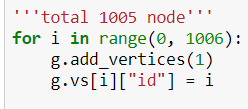 '''total 1005 node'''
for i in range(0, 1006):
    g.add_vertices(1)
    g.vs[i]["id"] = i